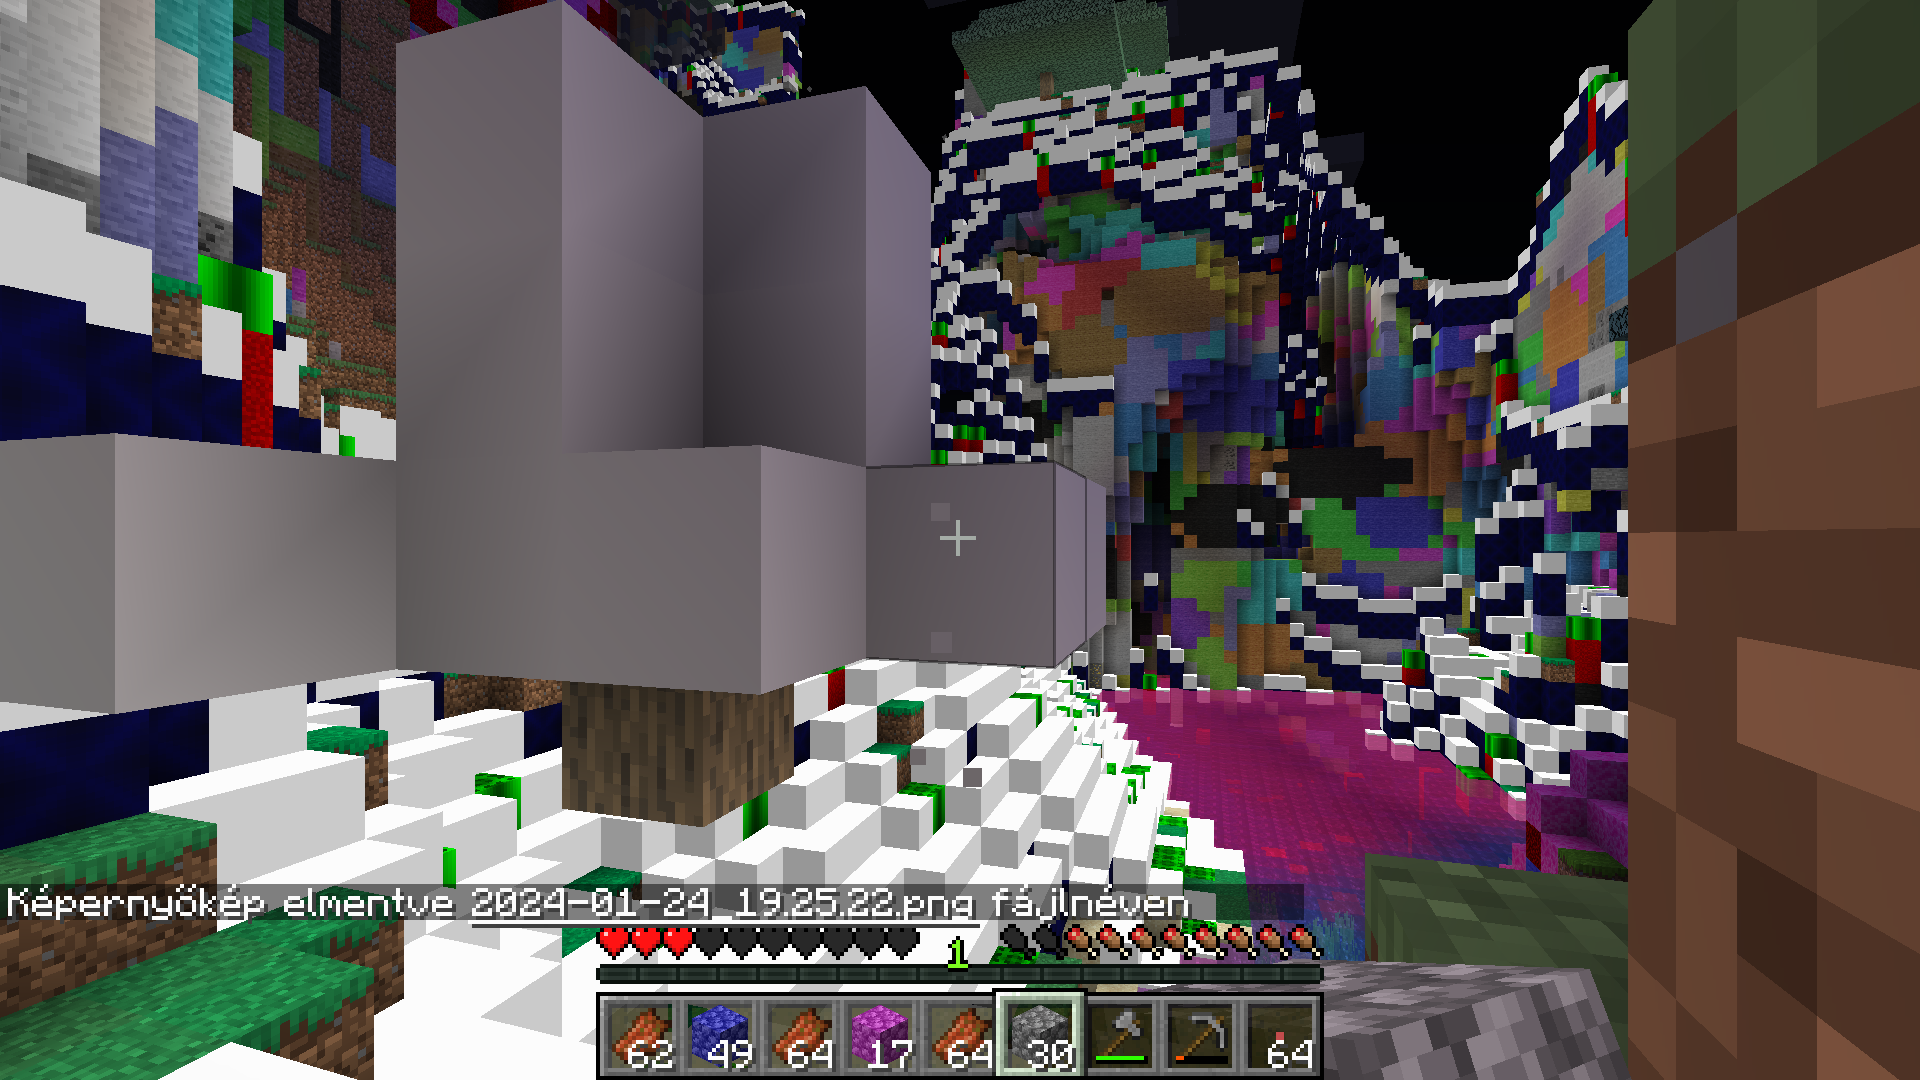 Képernyőkép elmentve 2024-01-24_19.25.22.png fájlnéven
1
62 49 64 17 64 30 64